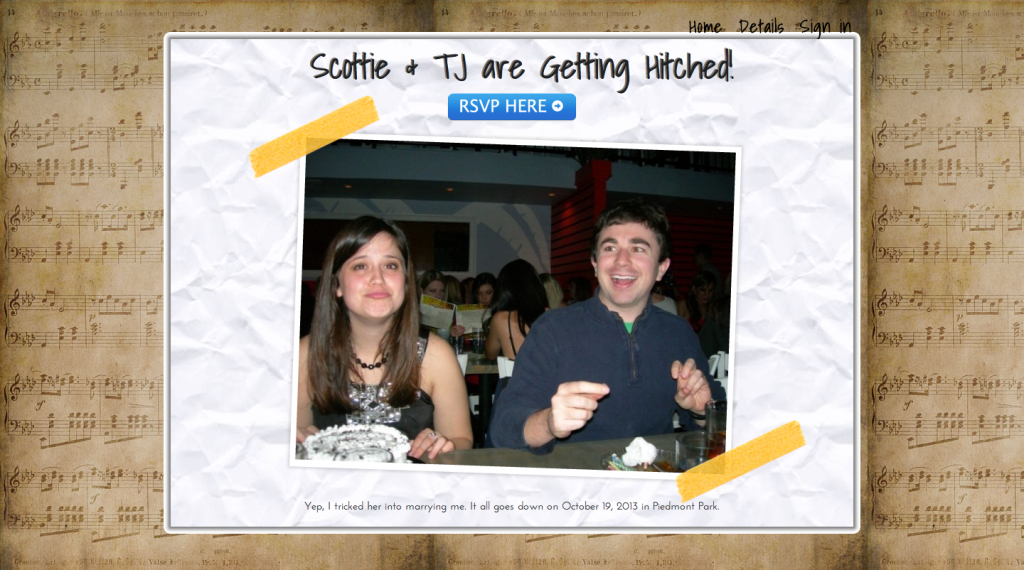 Home Details Sign in
Scottie & TJ are Getting Hitched!
RSVP HERE
Yep, I tricked her into marrying me. It all goes down on October 19, 2013 in Piedmont Park.